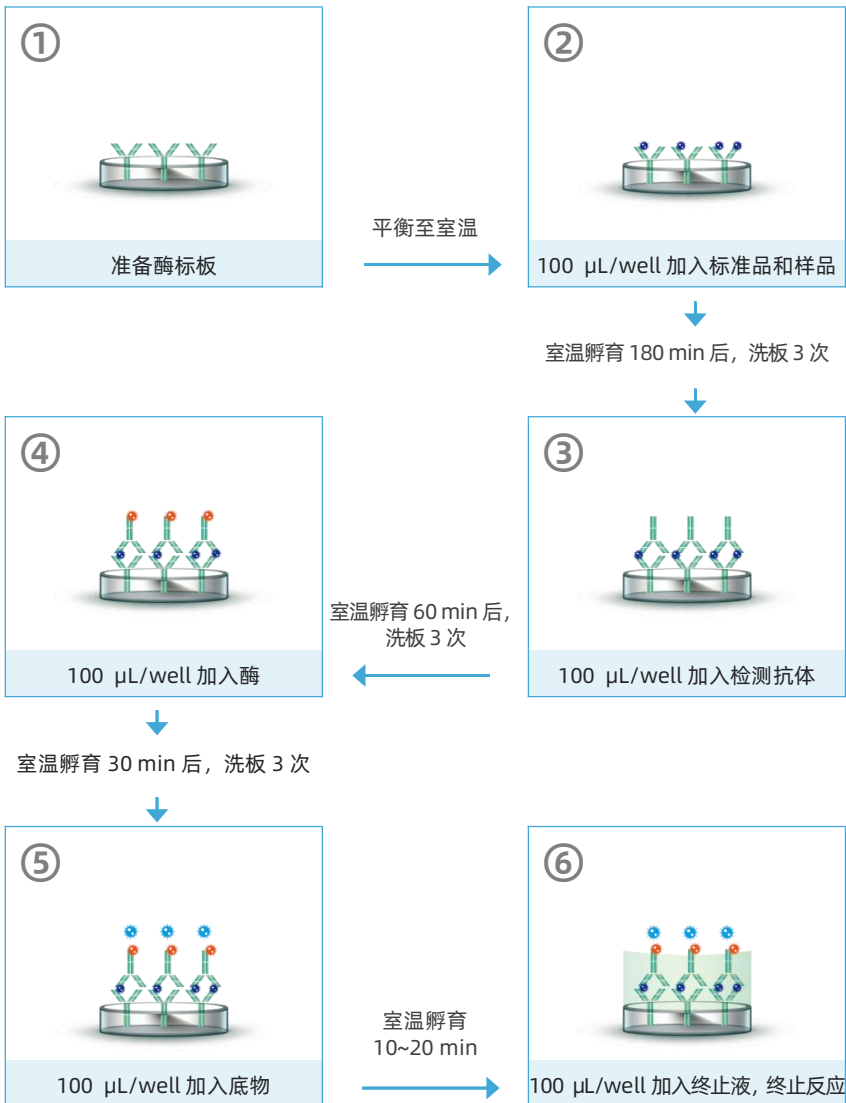 ①
准备酶标板
平衡至室温
②
100 μL/well 加入标准品和样品
室温孵育 180 min 后，洗板 3 次
③
100 μL/well 加入检测抗体
室温孵育 60 min 后，
洗板 3 次
④
100 μL/well 加入酶
室温孵育 30 min 后，洗板 3 次
⑤
100 μL/well 加入底物
室温孵育
10~20 min
⑥
100 μL/well 加入终止液, 终止反应